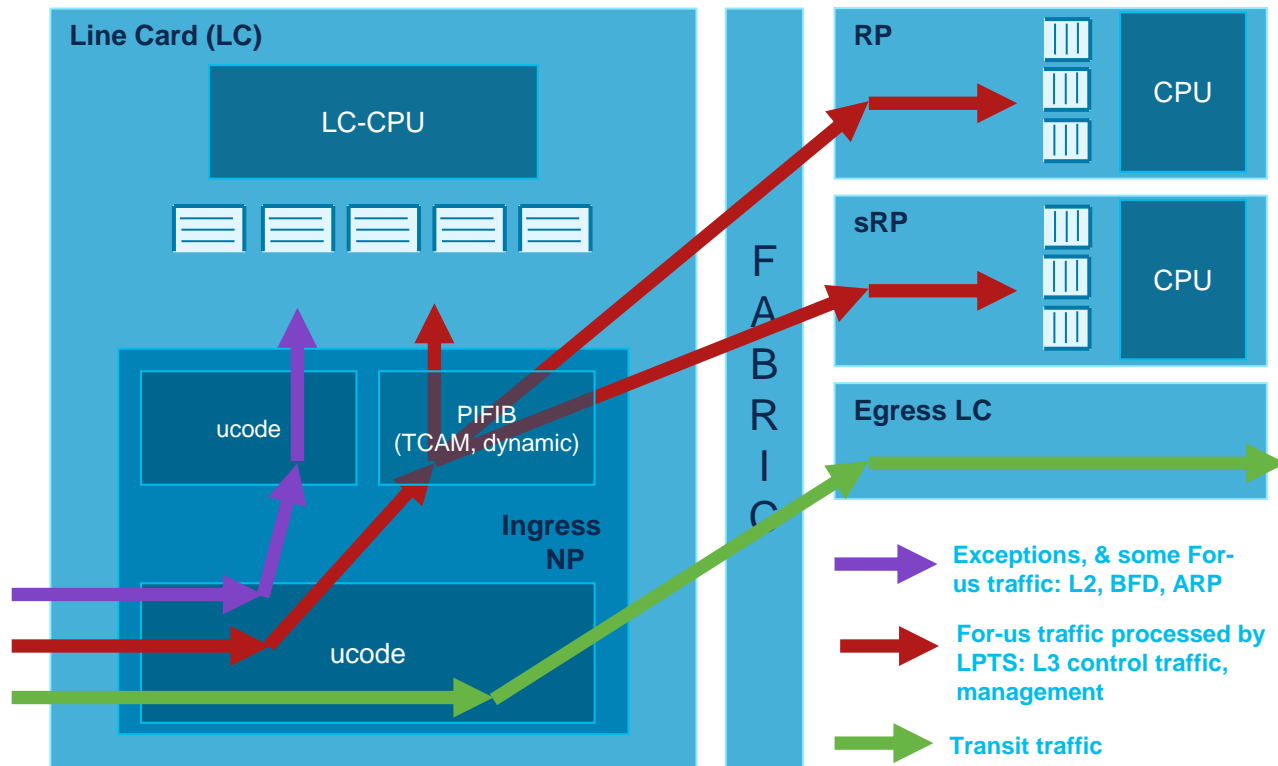 Line Card (LC)
LC-CPU
ucode
PIFIB
(TCAM, dynamic)
Ingress
NP
ucode
F
A
B
R
I
C
RP
CPU
sRP
CPU
Egress LC
Exceptions, & some For-
us traffic: L2, BFD, ARP
For-us traffic processed by
LPTS: L3 control traffic,
management
Transit traffic